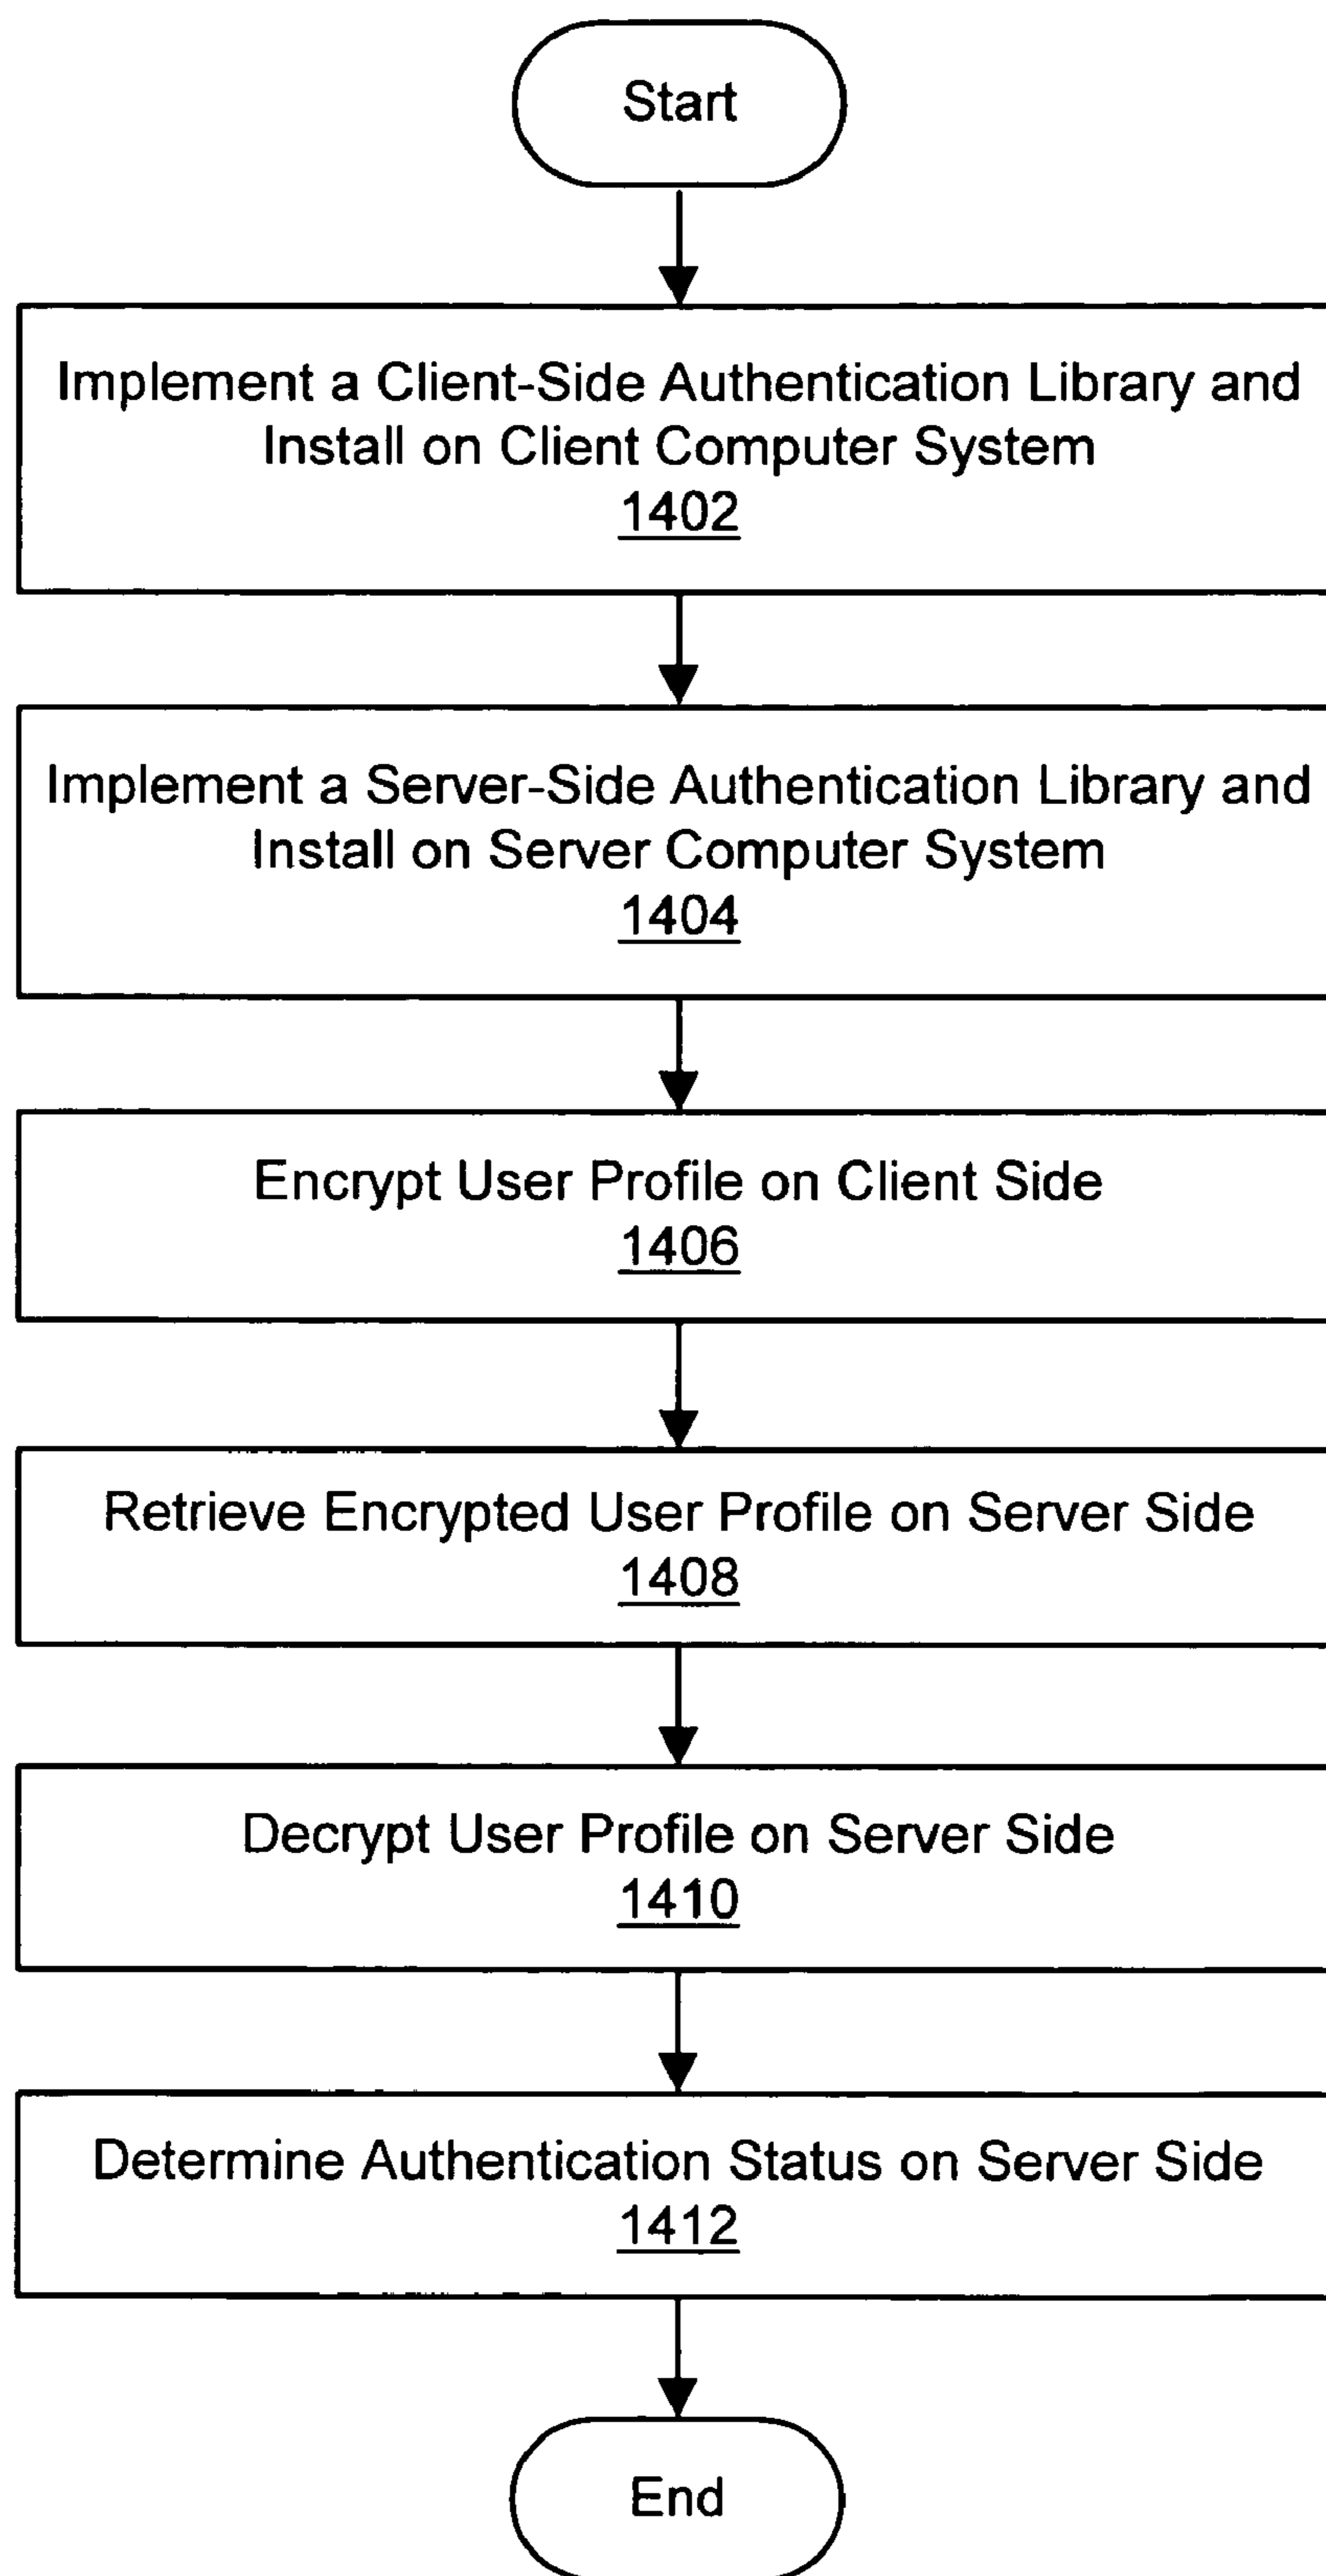 Start
Implement a Client-Side Authentication Library and
Install on Client Computer System
1402
Implement a Server-Side Authentication Library and
Install on Server Computer System
1404
Encrypt User Profile on Client Side
1406
Retrieve Encrypted User Profile on Server Side
1408
Decrypt User Profile on Server Side
1410
Determine Authentication Status on Server Side
1412
End